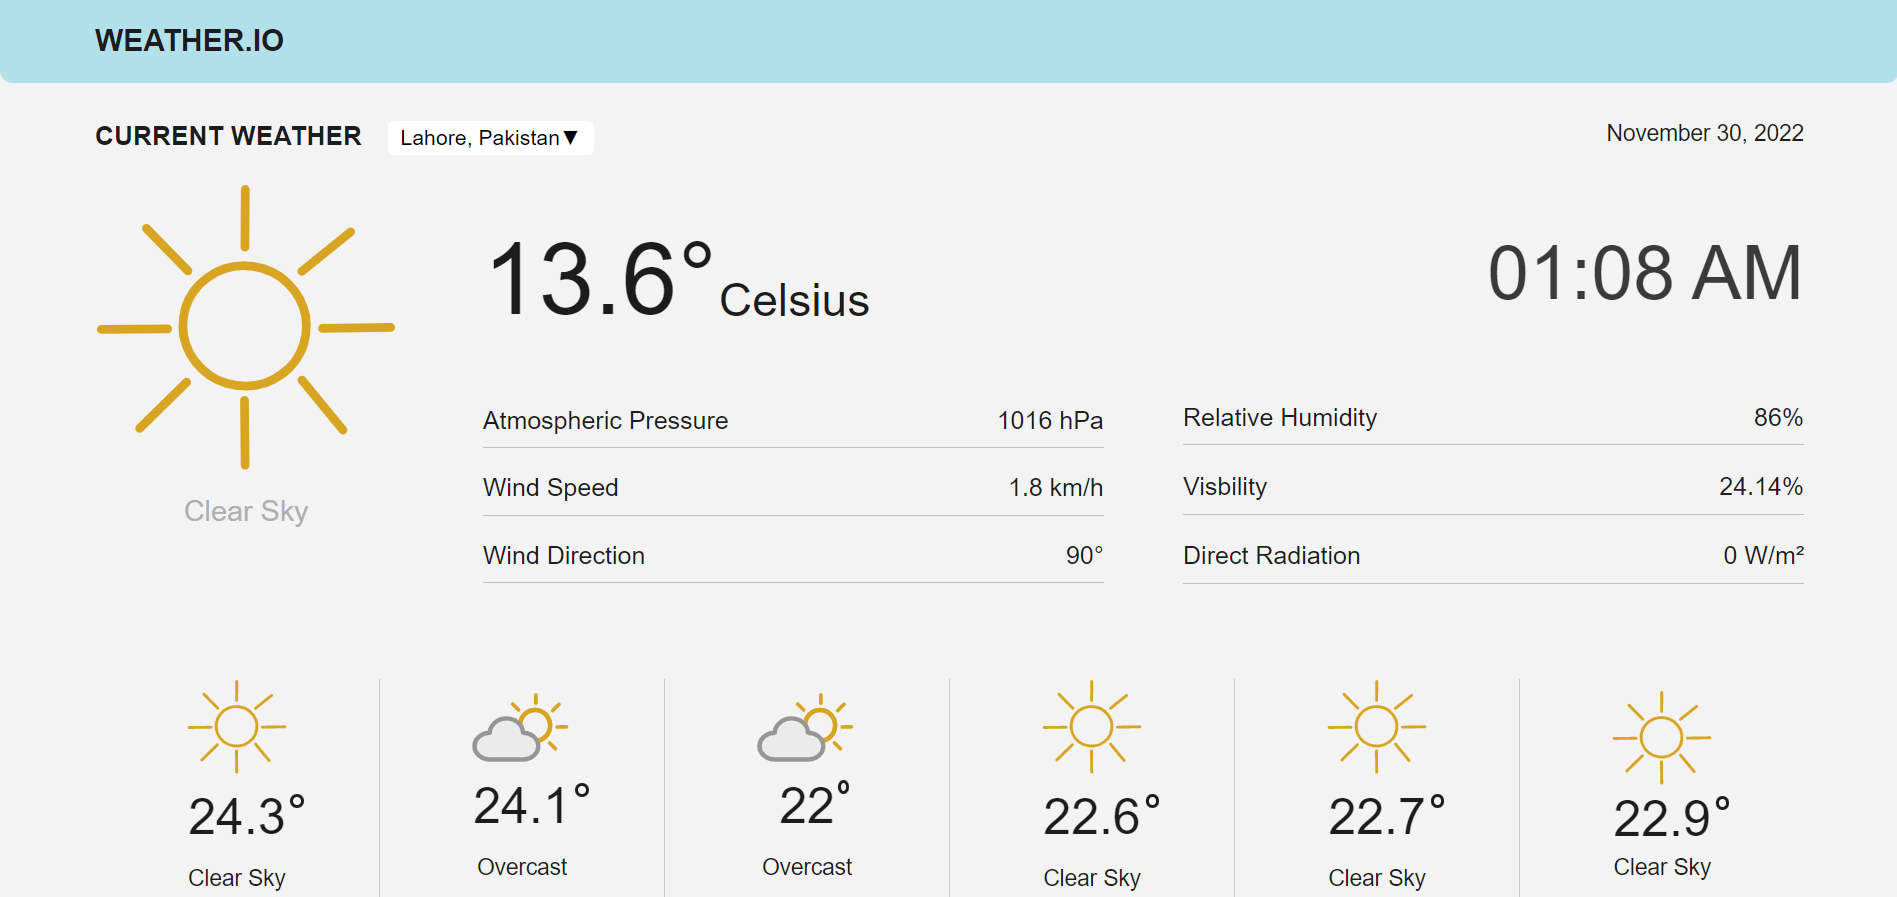 WEATHER.IO
CURRENT WEATHER Lahore, Pakistan▼ November 30, 2022
13.6° Celsius 01:08 AM
Atmospheric Pressure 1016 hPa Relative Humidity 86%
Wind Speed 1.8 km/h Visbility 24.14%
Clear Sky
Wind Direction 90° Direct Radiation 0 W/m²
24.3° 24.1° 22° 22.6° 22.7° 22.9°
Clear Sky Overcast Overcast Clear Sky Clear Sky Clear Sky